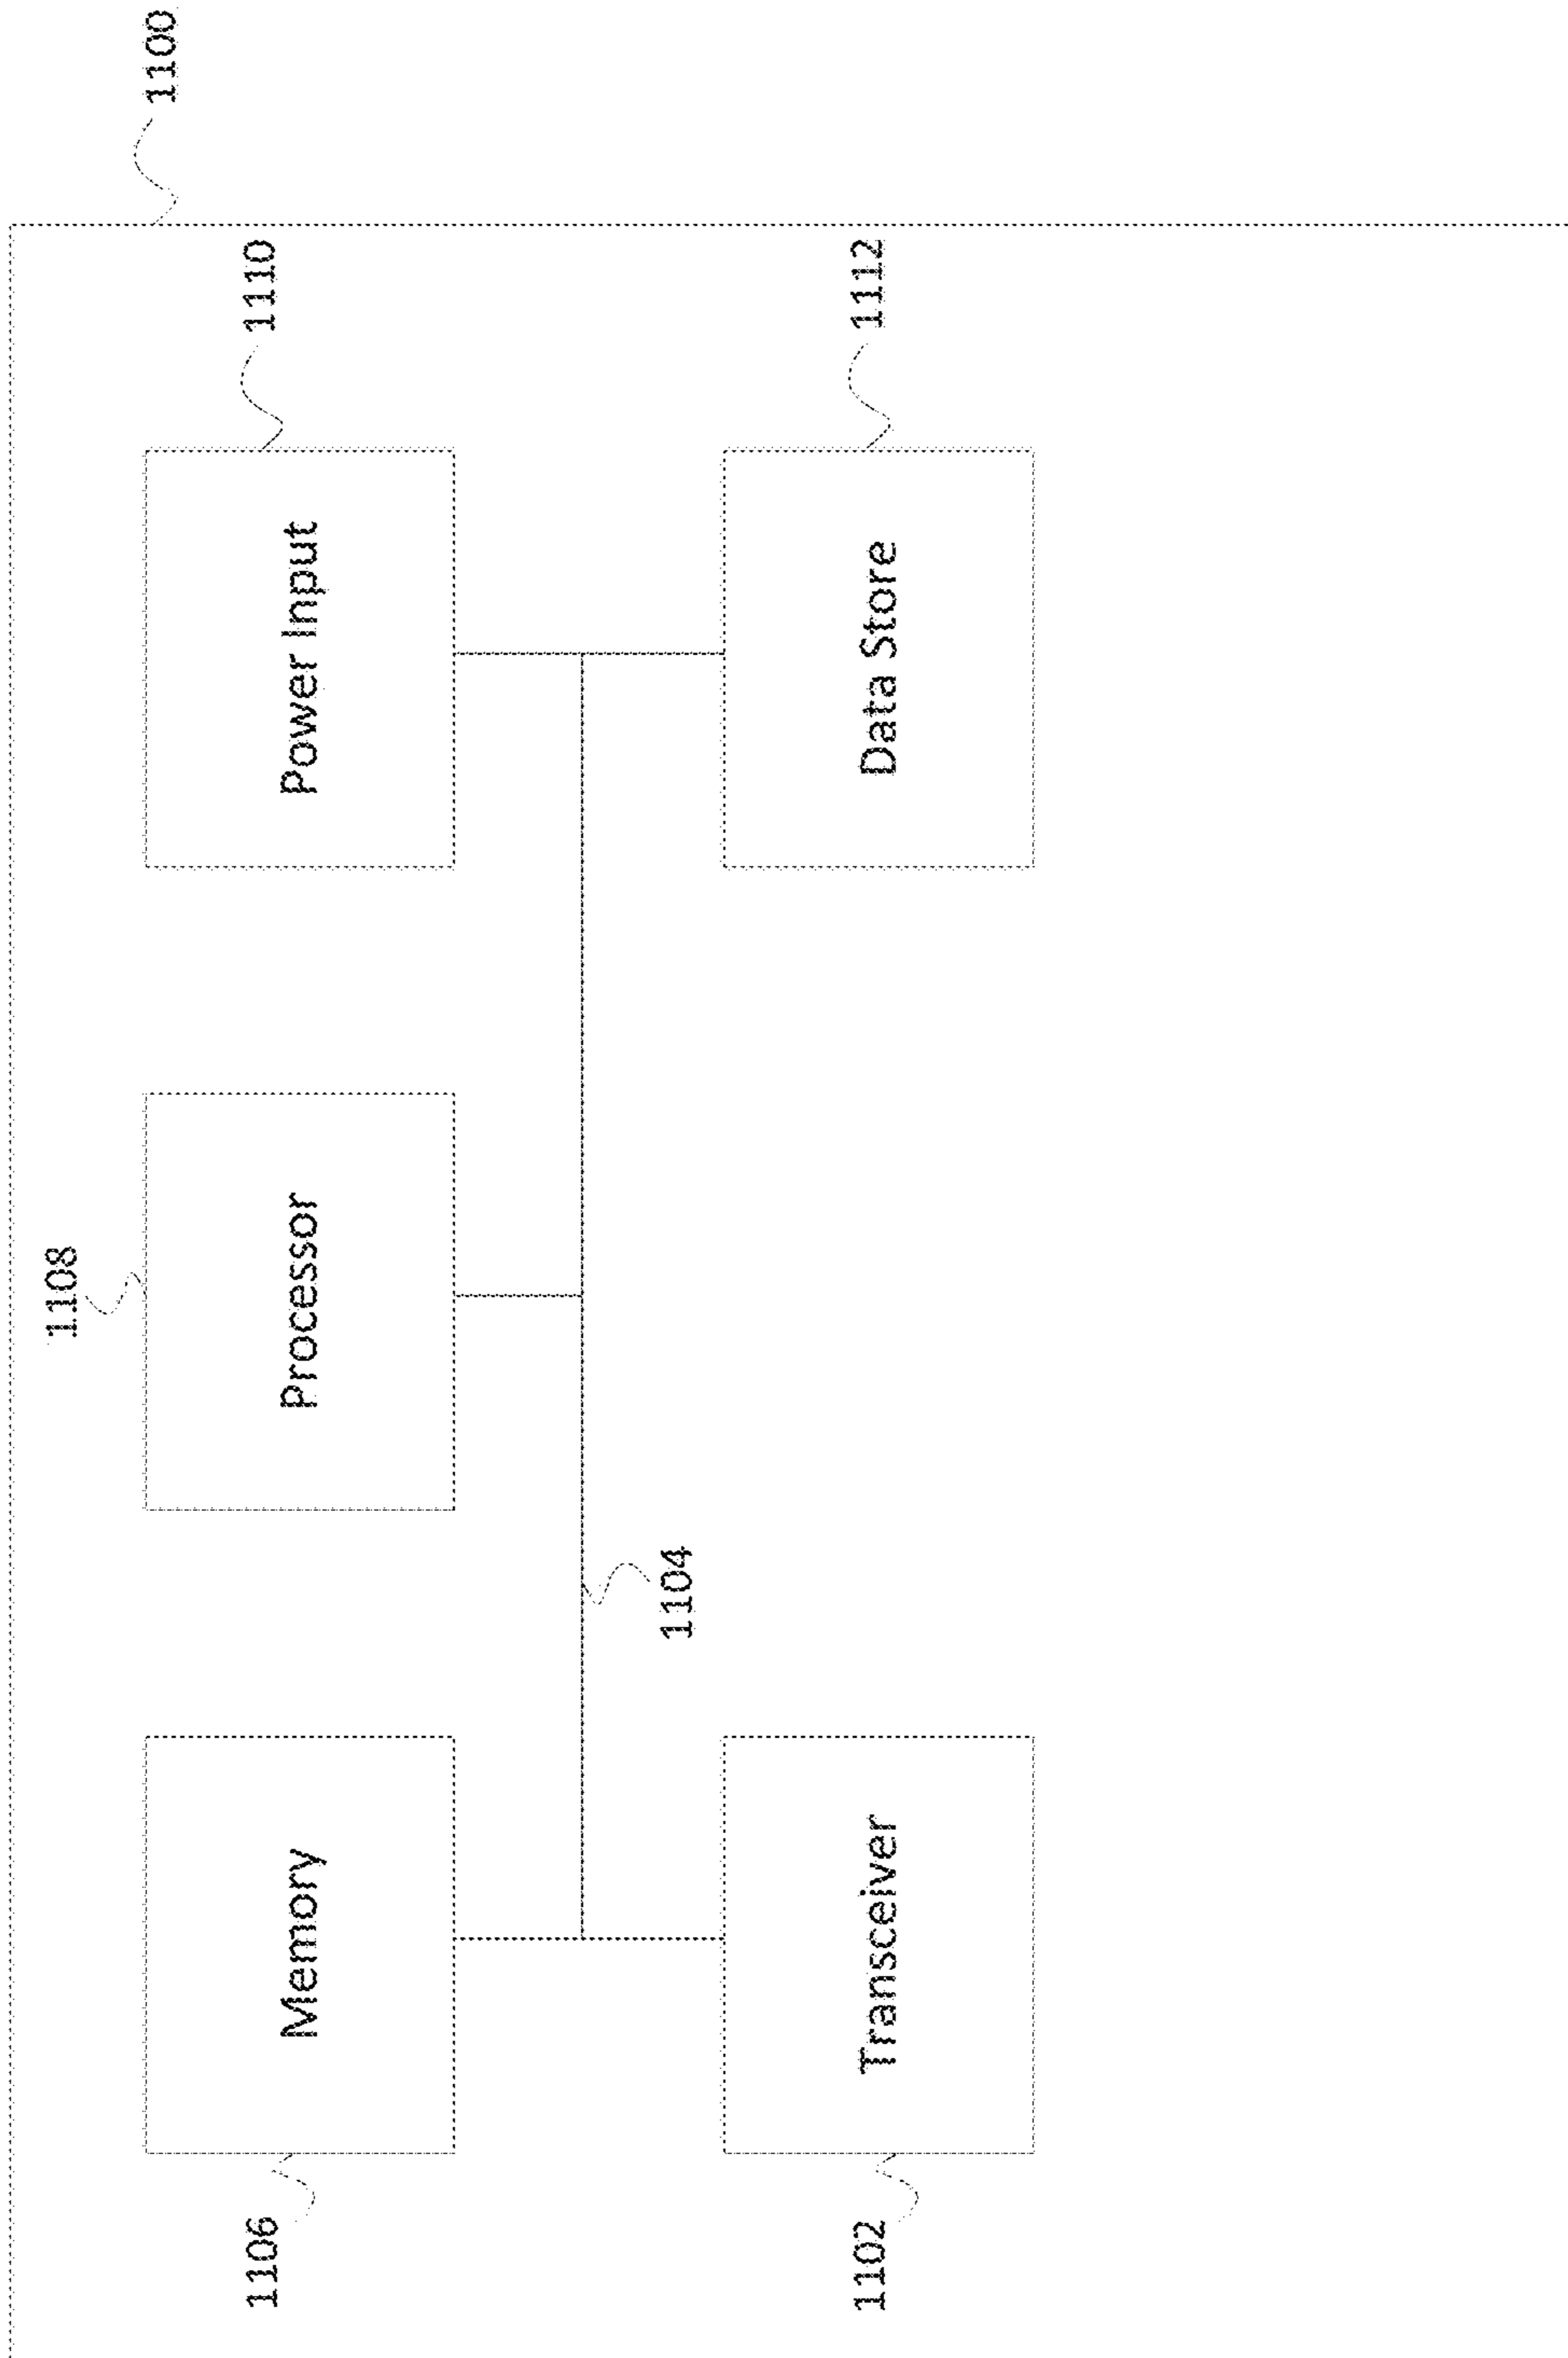 1100
1108
1110
Memory
Processor
Power Input
1106
1104
1112
Transceiver
Data Store
1102